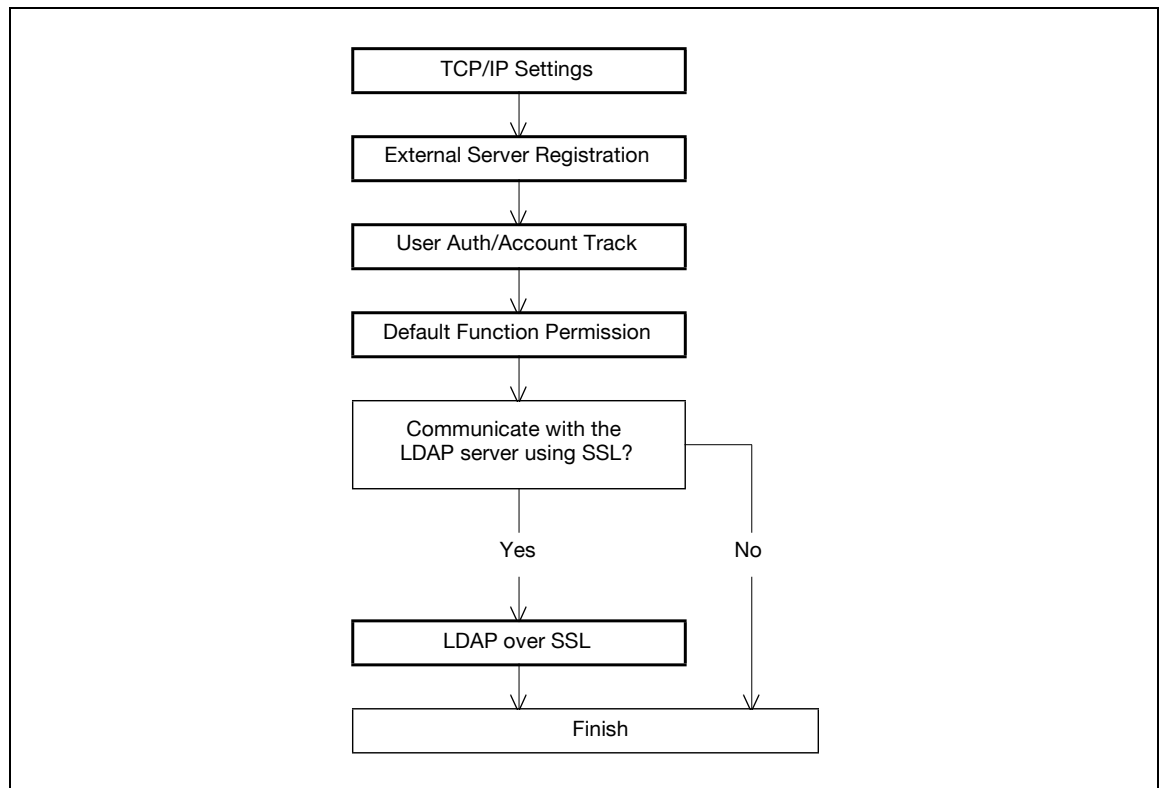 TCP/IP Settings
External Server Registration
User Auth/Account Track
Default Function Permission
Communicate with the
LDAP server using SSL?
Yes
No
LDAP over SSL
Finish